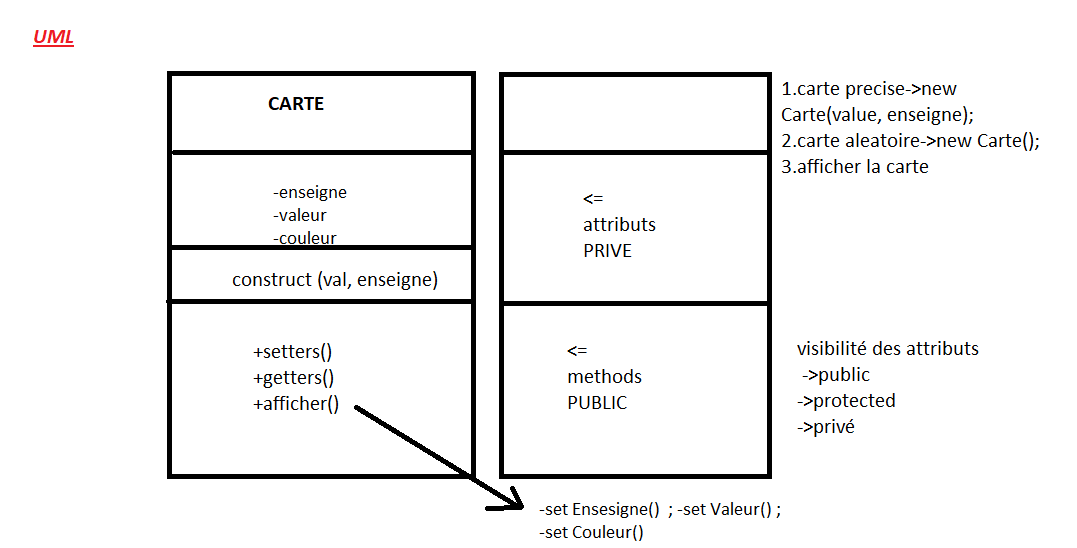 UML
CARTE
-enseigne
-valeur
-couleur
construct (val, enseigne)
+setters()
+getters()
+afficher()
<=
attributs
PRIVE
<=
methods
PUBLIC
1.carte precise->new
Carte(value, enseigne);
2.carte aleatoire->new Carte();
3.afficher la carte
visibilité des attributs
->public
->protected
->privé
-set Ensesigne() ; -set Valeur() ;
-set Couleur()